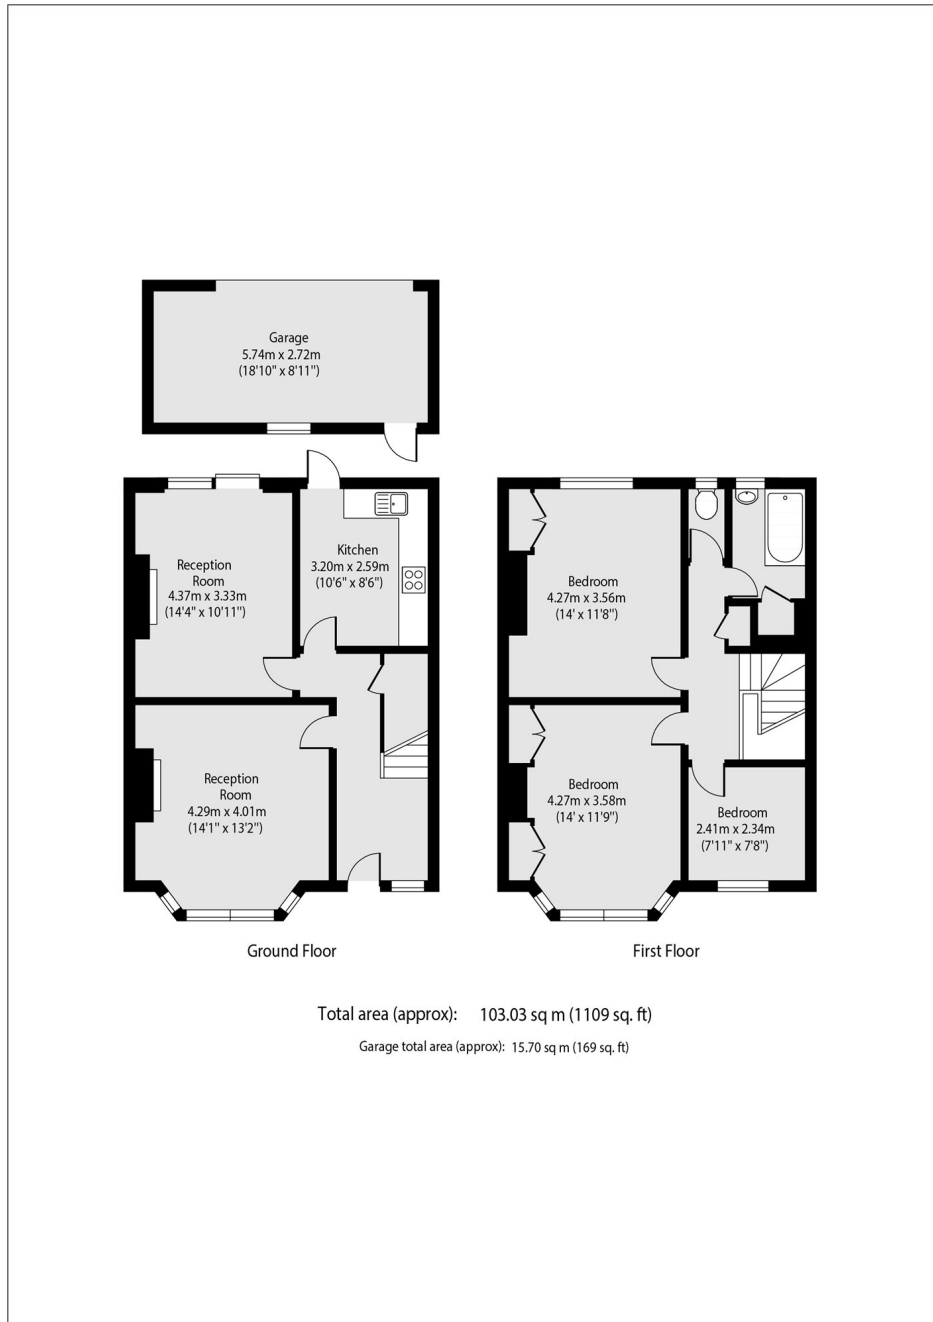 Garage
5.74m x 2.72m
(18'10" x 8'11")
Reception
Room
4.37m x 3.33m
(14'4" x 10'11")
Kitchen
3.20m x 2.59m
(10'6" x 8'6")
Reception
Room
4.29m x 4.01m
(14'1" x 13'2")
Ground Floor
Bedroom
4.27m x 3.56m
(14' x 11'8")
Bedroom
4.27m x 3.58m
(14' x 11'9")
Bedroom
2.41m x 2.34m
(7'11" x 7'8")
First Floor
Total area (approx): 103.03 sq m (1109 sq. ft)
Garage total area (approx): 15.70 sq m (169 sq. ft)